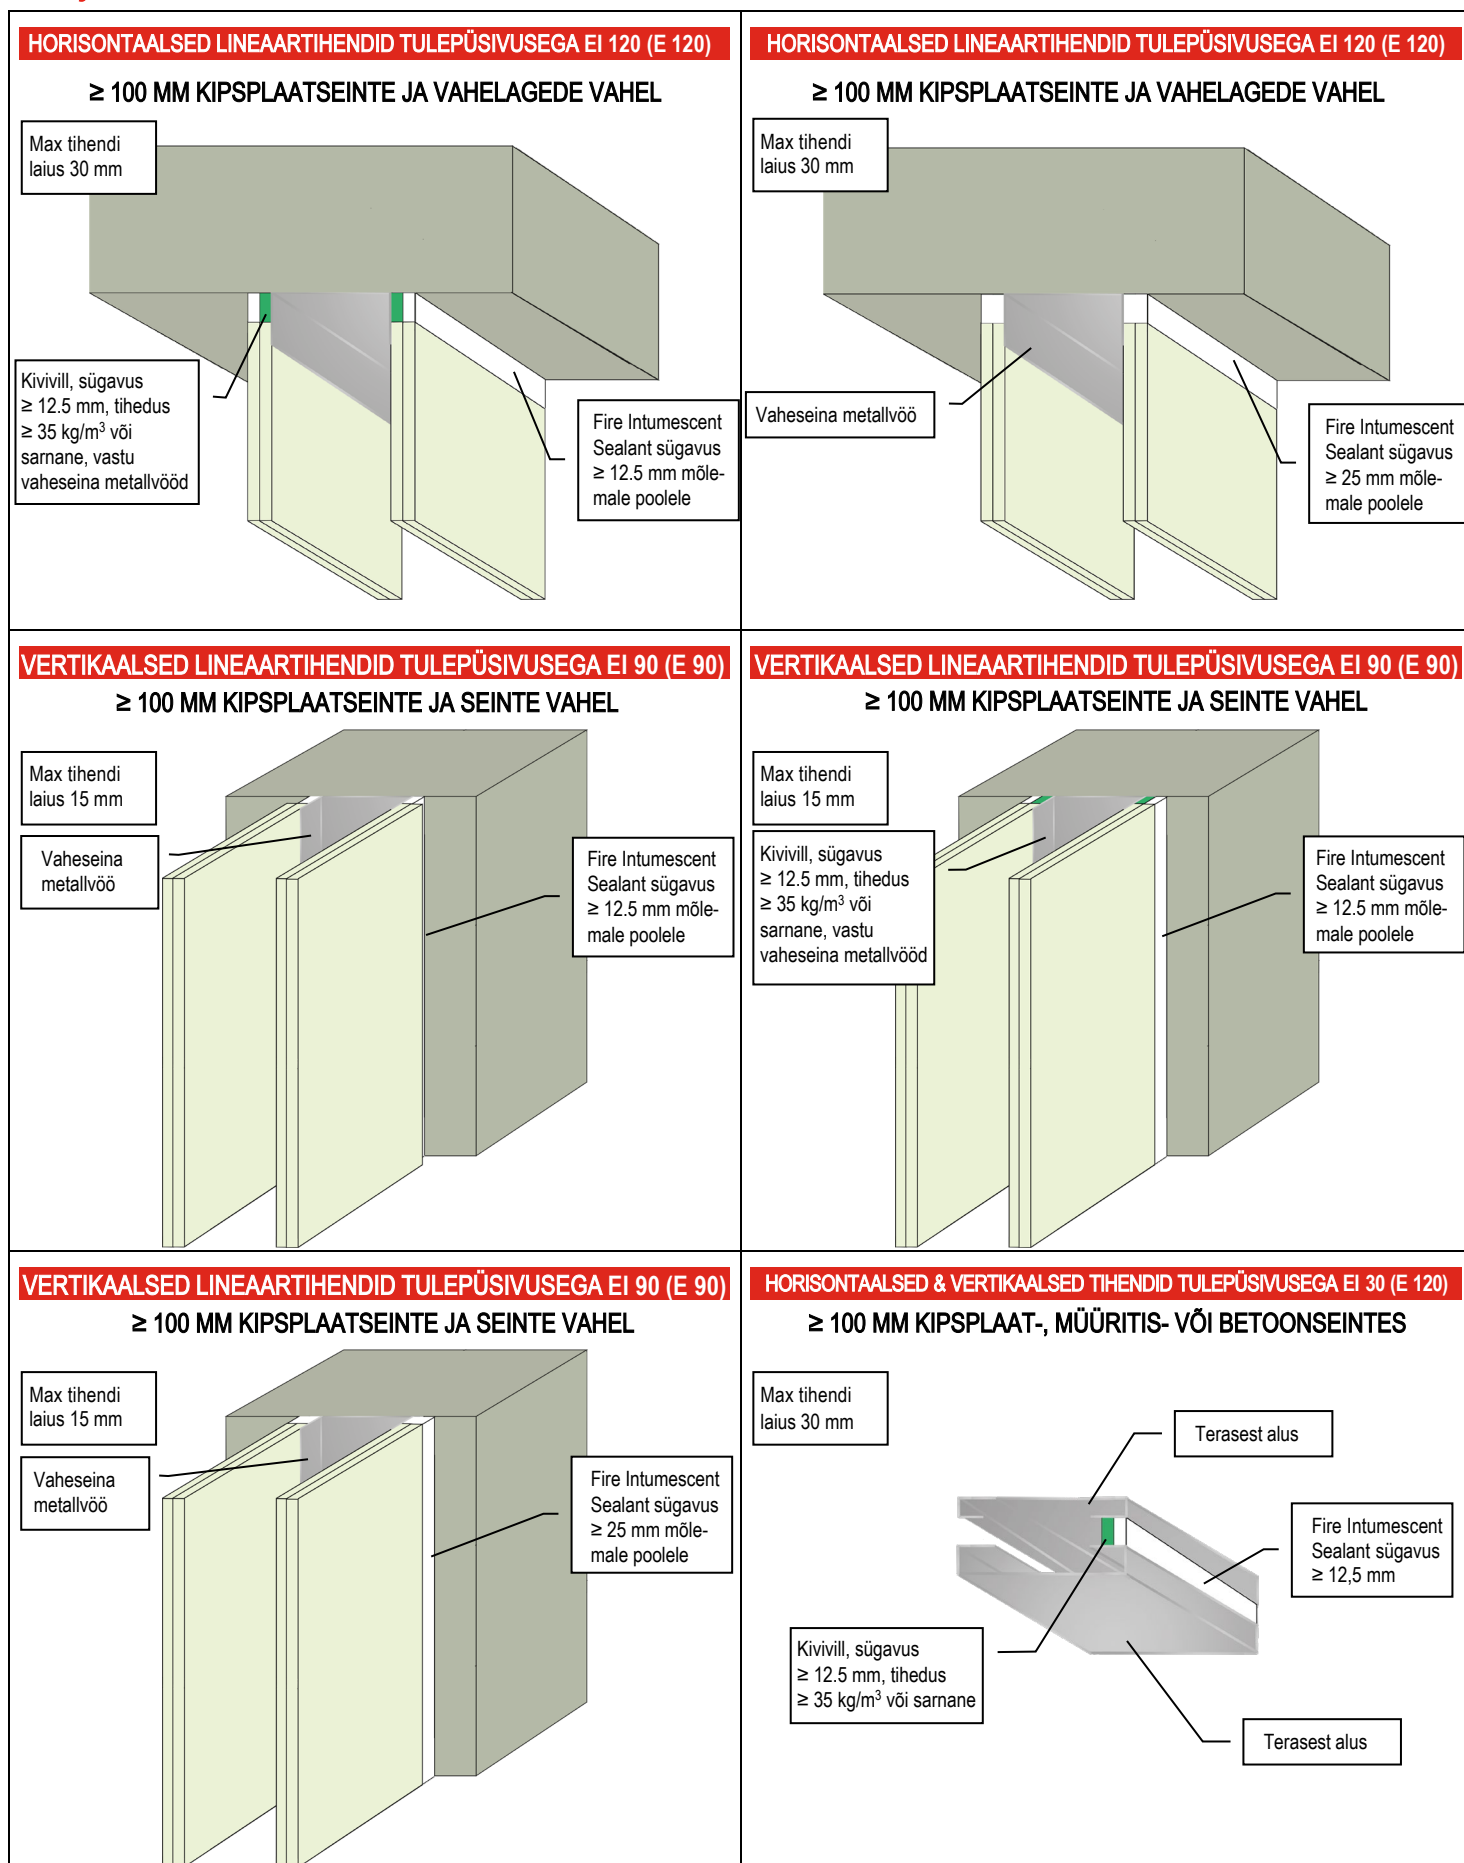 HORISONTAALSED LINEAARTIHENDID TULEPÜSIVUSEGA EI 120 (E 120)
≥ 100 MM KIPSPLAATSEINTE JA VAHELAGEDE VAHEL
Max tihendi
laius 30 mm
Kivivill, sügavus
≥ 12.5 mm, tihedus
≥ 35 kg/m³ või
sarnane, vastu
vaheseina metallvööd
Fire Intumescent
Sealant sügavus
≥ 12.5 mm mõle-
male poolele
HORISONTAALSED LINEAARTIHENDID TULEPÜSIVUSEGA EI 120 (E 120)
≥ 100 MM KIPSPLAATSEINTE JA VAHELAGEDE VAHEL
Max tihendi
laius 30 mm
Vaheseina metallvöö
Fire Intumescent
Sealant sügavus
≥ 25 mm mõle-
male poolele
VERTIKAALSED LINEAARTIHENDID TULEPÜSIVUSEGA EI 90 (E 90)
≥ 100 MM KIPSPLAATSEINTE JA SEINTE VAHEL
Max tihendi
laius 15 mm
Vaheseina
metallvöö
Fire Intumescent
Sealant sügavus
≥ 12.5 mm mõle-
male poolele
VERTIKAALSED LINEAARTIHENDID TULEPÜSIVUSEGA EI 90 (E 90)
≥ 100 MM KIPSPLAATSEINTE JA SEINTE VAHEL
Max tihendi
laius 15 mm
Kivivill, sügavus
≥ 12.5 mm, tihedus
≥ 35 kg/m³ või
sarnane, vastu
vaheseina metallvööd
Fire Intumescent
Sealant sügavus
≥ 12.5 mm mõle-
male poolele
VERTIKAALSED LINEAARTIHENDID TULEPÜSIVUSEGA EI 90 (E 90)
≥ 100 MM KIPSPLAATSEINTE JA SEINTE VAHEL
Max tihendi
laius 15 mm
Vaheseina
metallvöö
Fire Intumescent
Sealant sügavus
≥ 25 mm mõle-
male poolele
HORISONTAALSED & VERTIKAALSED TIHENDID TULEPÜSIVUSEGA EI 30 (E 120)
≥ 100 MM KIPSPLAAT-, MÜÜRITIS- VÕI BETOONSEINTES
Max tihendi
laius 30 mm
Terasest alus
Fire Intumescent
Sealant sügavus
≥ 12,5 mm
Kivivill, sügavus
≥ 12.5 mm, tihedus
≥ 35 kg/m³ või sarnane
Terasest alus